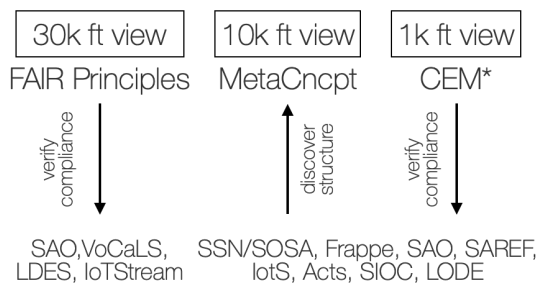 30k ft view 10k ft view 1k ft view
FAIR Principles MetaCncpt CEM*
verify
compliance
discover
structure
verify
compliance
SAO,VoCaLS, SSN/SOSA, Frappe, SAO, SAREF,
LDES, IoTStream IotS, Acts, SIOC, LODE